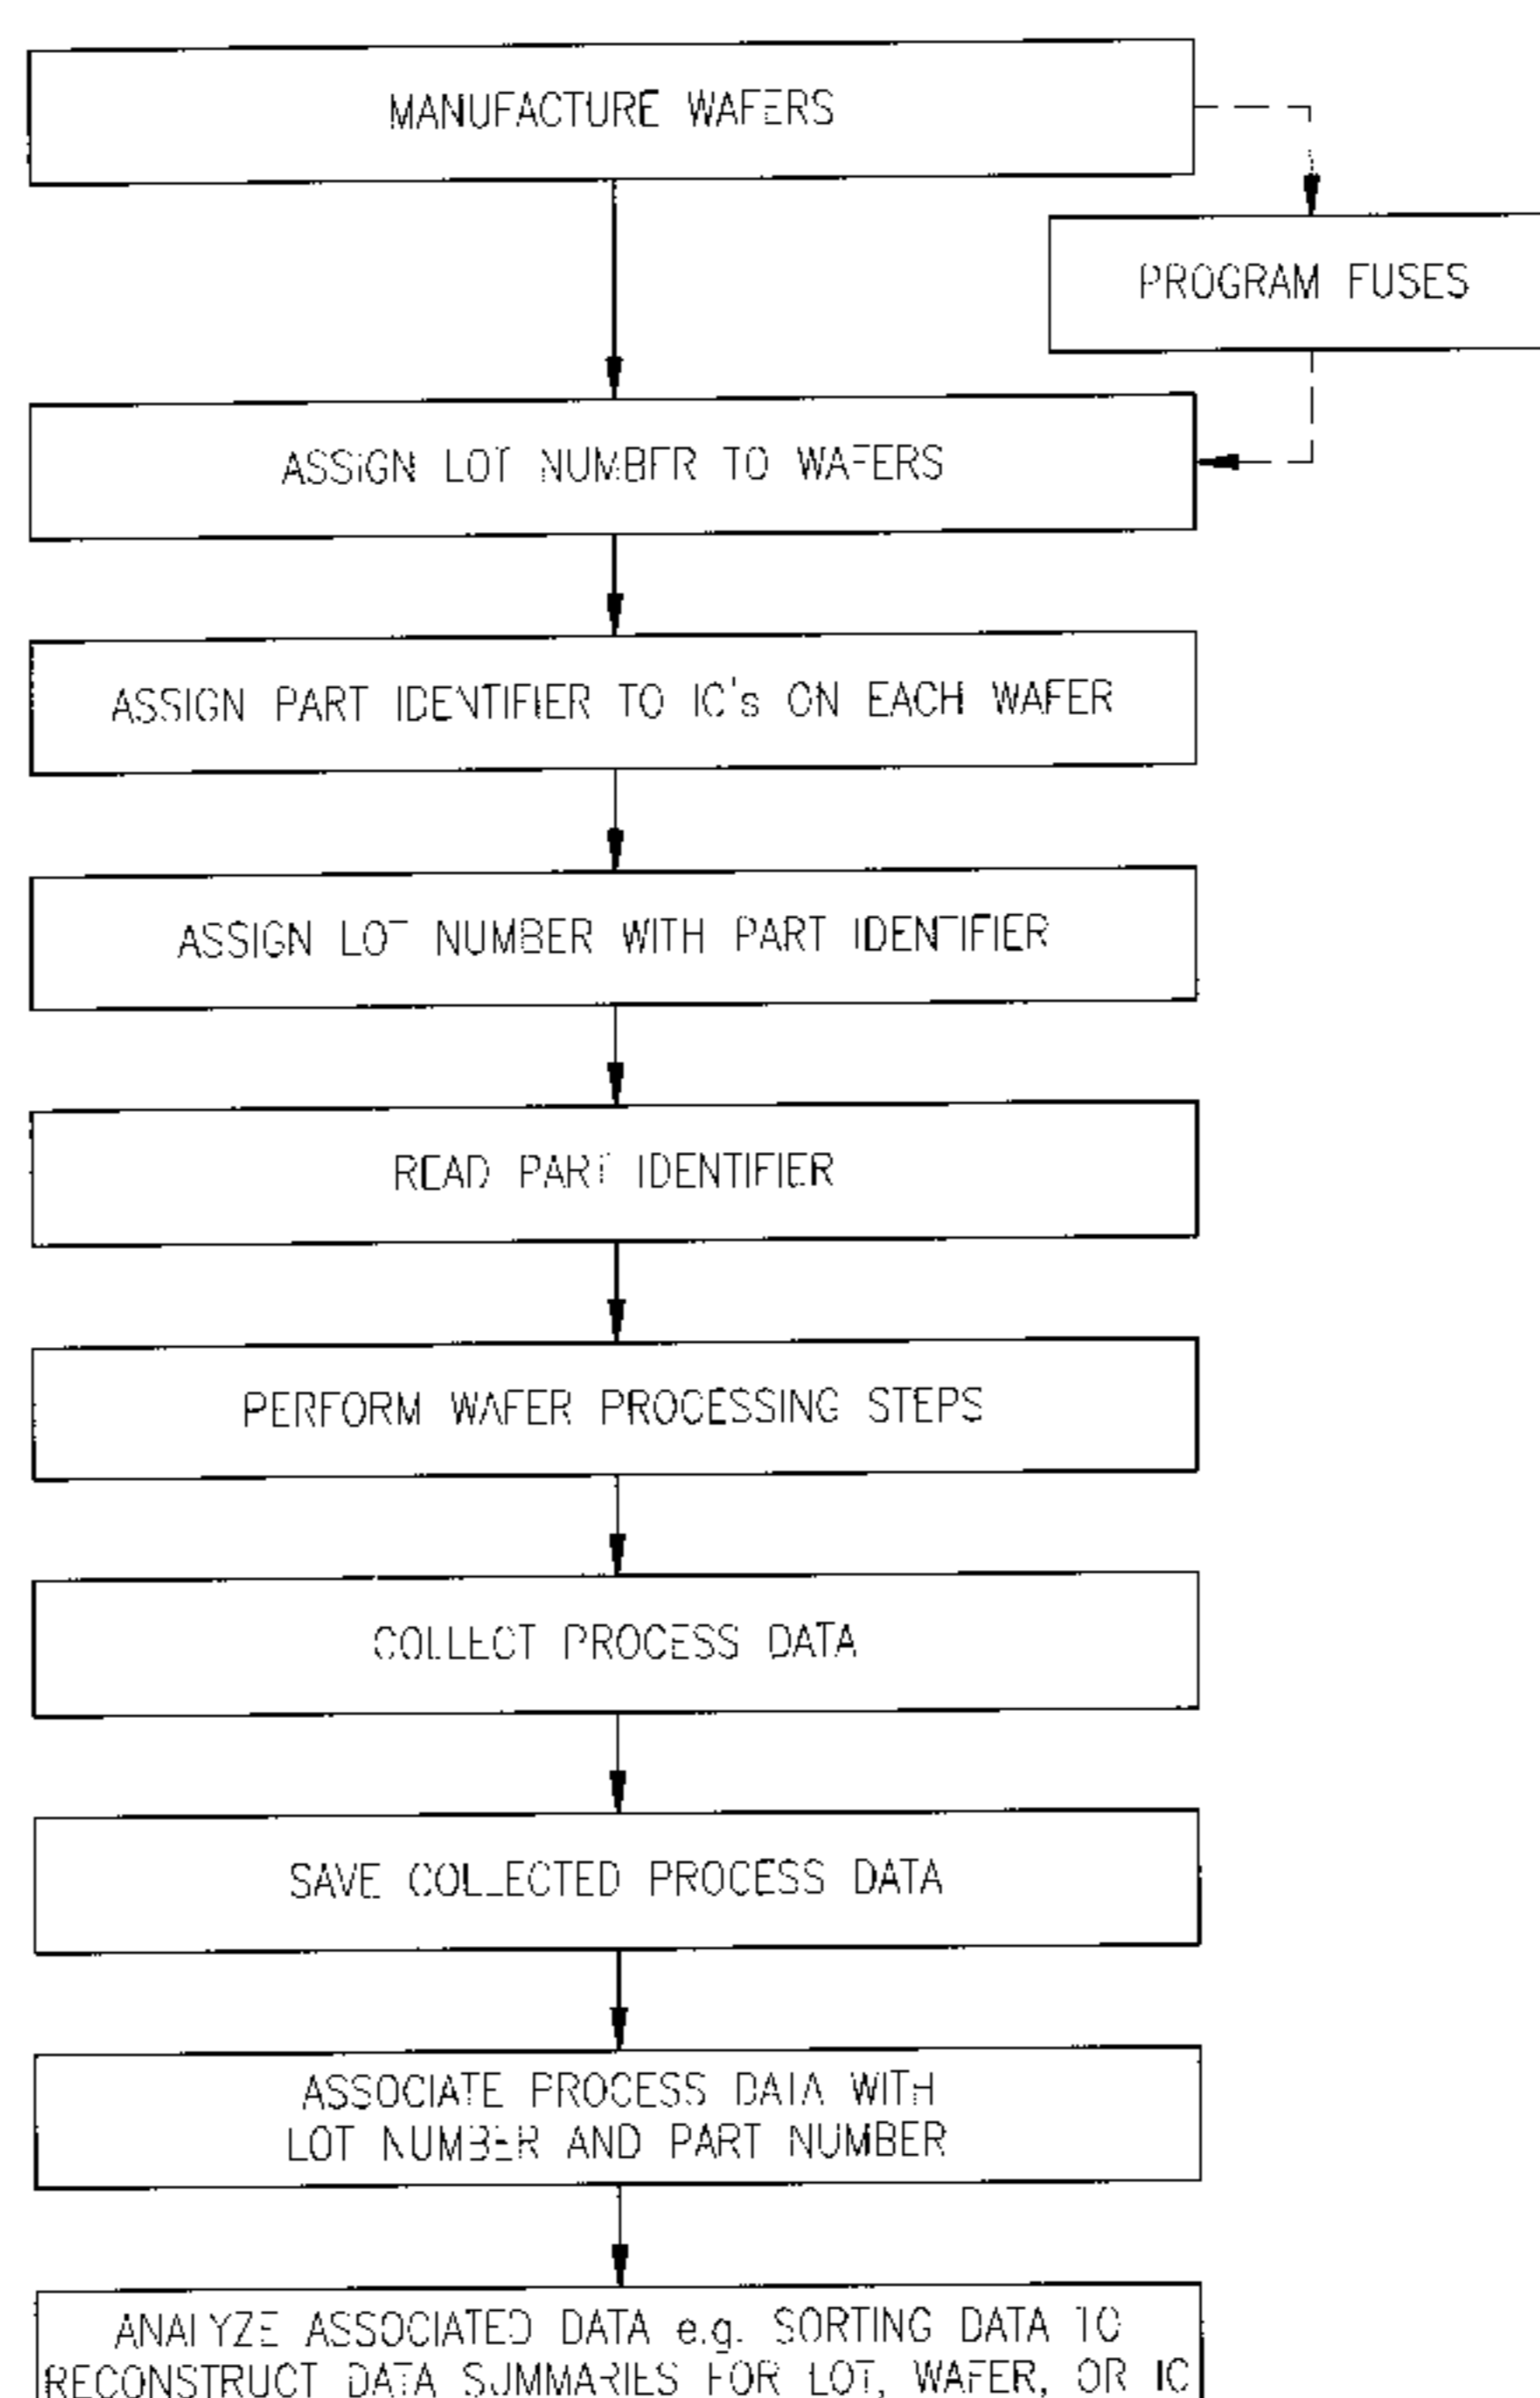 MANUFACTURE WAFERS
PROGRAM FUSES
ASSIGN LOT NUMBER TO WAFERS
ASSIGN PART IDENTIFIER TO IC's ON EACH WAFER
ASSIGN LOT NUMBER WITH PART IDENTIFIER
READ PART IDENTIFIER
PERFORM WAFER PROCESSING STEPS
COLLECT PROCESS DATA
SAVE COLLECTED PROCESS DATA
ASSOCIATE PROCESS DATA WITH
LOT NUMBER AND PART NUMBER
ANALYZE ASSOCIATED DATA e.g. SORTING DATA TO
RECONSTRUCT DATA SUMMARIES FOR LOT, WAFER, OR IC